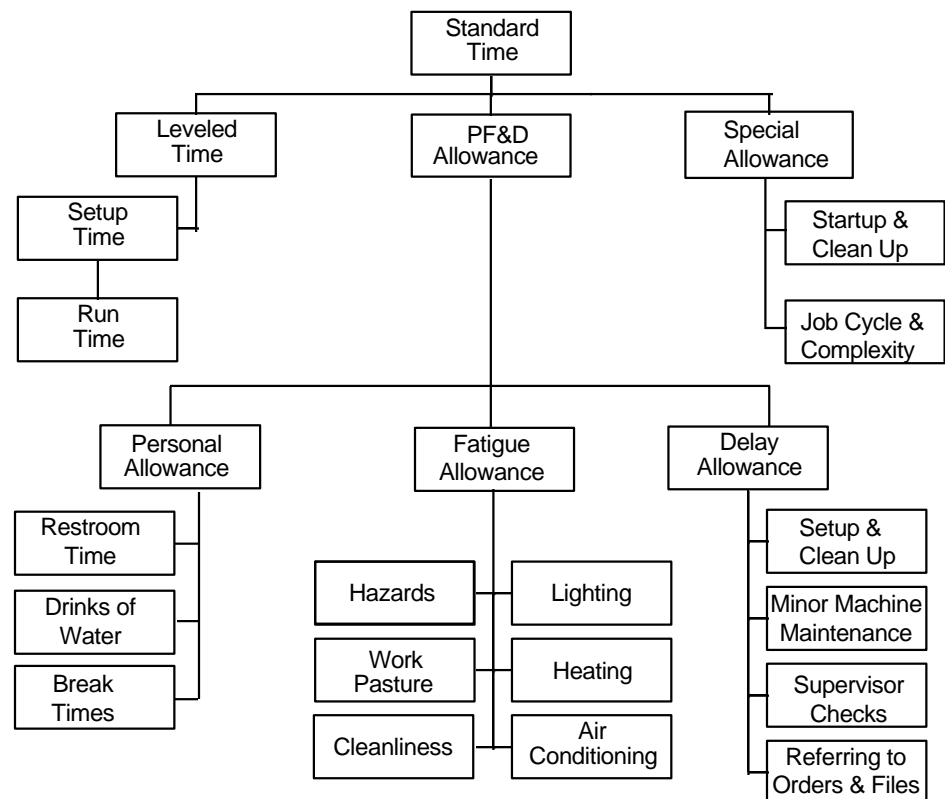 Standard
Time
Leveled
Time
PF&D
Allowance
Special
Allowance
Setup
Time
Run
Time
Startup &
Clean Up
Job Cycle &
Complexity
Personal
Allowance
Fatigue
Allowance
Delay
Allowance
Restroom
Time
Drinks of
Water
Break
Times
Hazards
Lighting
Work
Pasture
Heating
Cleanliness
Air
Conditioning
Setup &
Clean Up
Minor Machine
Maintenance
Supervisor
Checks
Referring to
Orders & Files